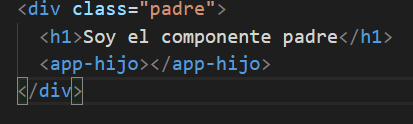 <div class="padre">
<h1>Soy el componente padre</h1>
<app-hijo></app-hijo>
</div>